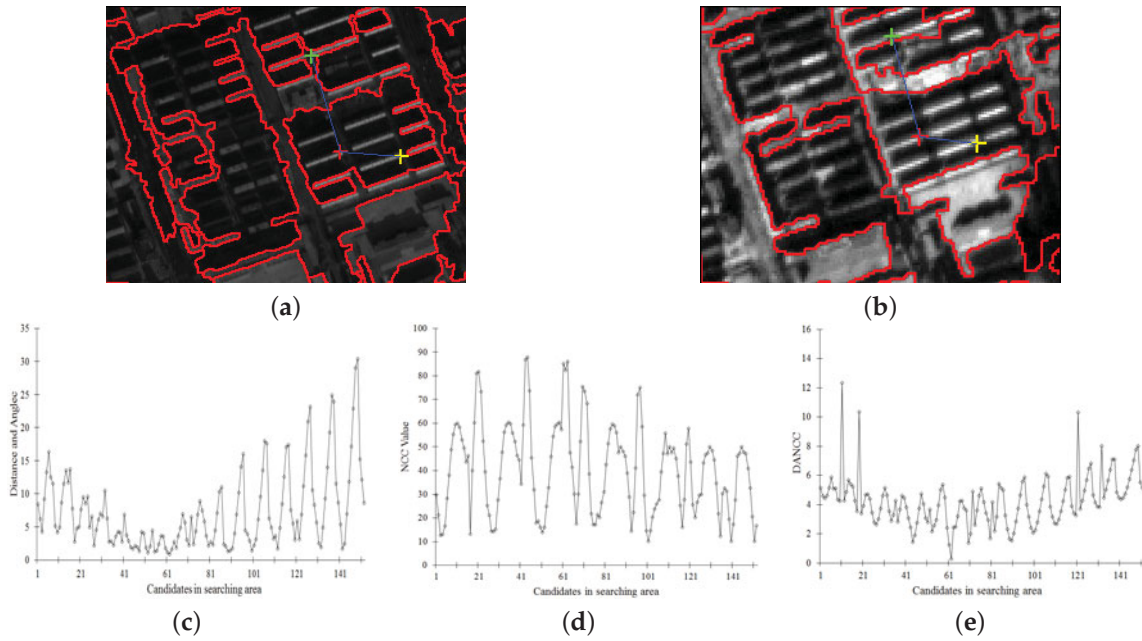 (a)
(b)
35
30
25
20
15
10
5
0
Distance and Anglec
1 21 41 61 81 101 121 141
Candidates in searching area
(c)
100
90
80
70
60
50
40
30
20
10
0
NCC Value
1 21 41 61 81 101 121 141
Candidates in searching area
(d)
16
14
12
10
8
6
4
2
0
DANCC
1 21 41 61 81 101 121 141
Candidates in searching area
(e)